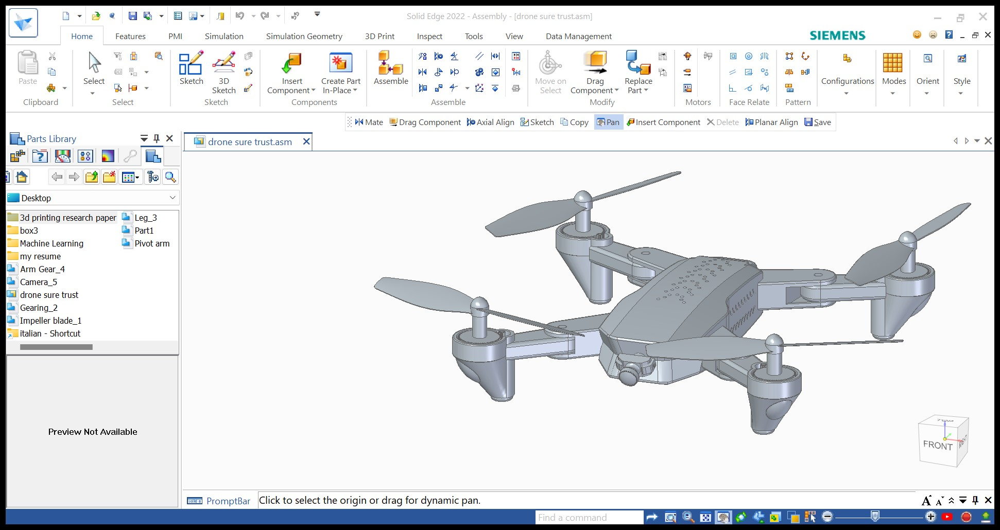 Solid Edge 2022 - Assembly - [drone sure trust.asm]
Home Features PMI Simulation Simulation Geometry 3D Print Inspect Tools View Data Management
SIEMENS
Paste
Clipboard
Select
Select
Sketch
3D Sketch
Sketch
Insert Component
Create Part In-Place
Components
Assemble
Assemble
Move on Select
Drag Component
Replace Part
Modify
Motors
Face Relate
Pattern
Configurations
Modes
Orient
Style
Mate Drag Component Axial Align Sketch Copy Pan Insert Component Delete Planar Align Save
Parts Library
drone sure trust.asm
Desktop
3d printing research paper
box3
Machine Learning
my resume
Arm Gear_4
Camera_5
drone sure trust
Gearing_2
Impeller blade_1
italian - Shortcut
Leg_3
Part1
Pivot arm
Preview Not Available
TOP
FRONT
RIGHT
PromptBar
Click to select the origin or drag for dynamic pan.
A A
Find a command